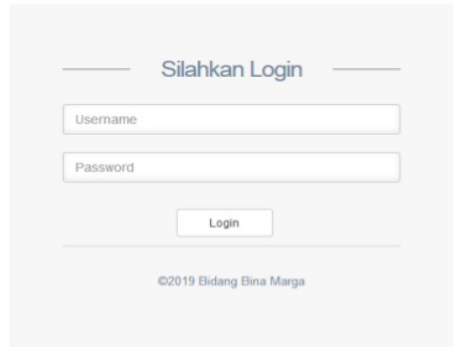 Silahkan Login
Username
Password
Login
©2019 Bidang Bina Marga